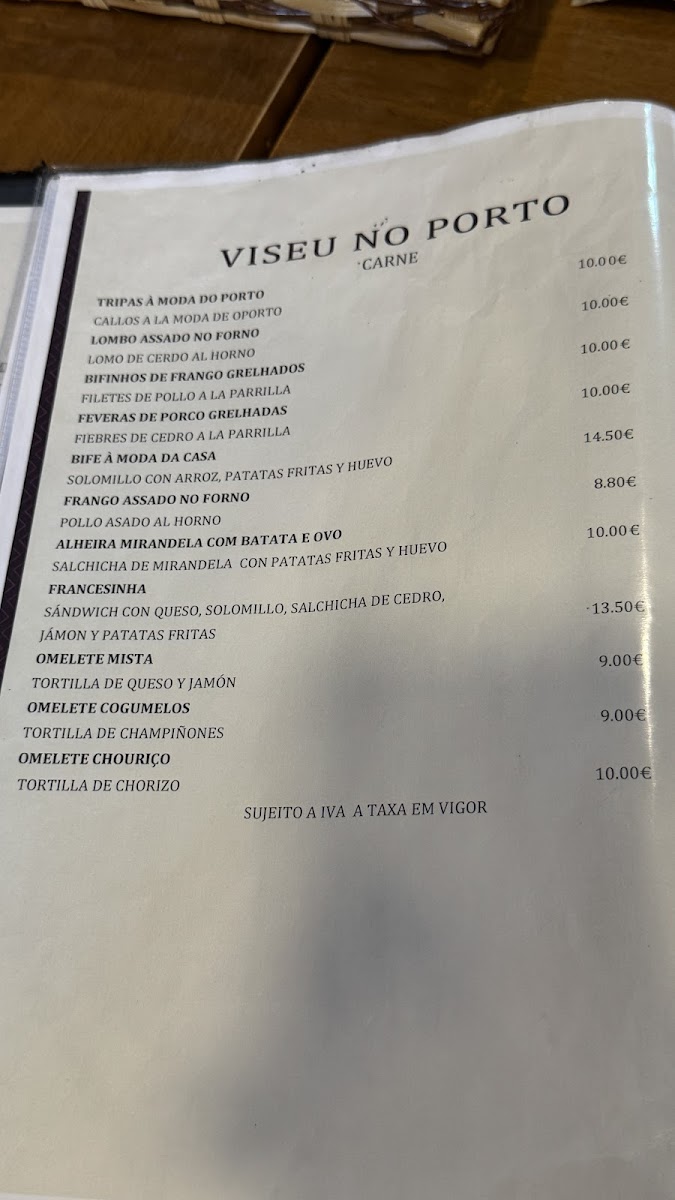 VISEU NO PORTO
CARNE
TRIPAS À MODA DO PORTO 10.00€
CALLOS A LA MODA DE OPORTO
LOMBO ASSADO NO FORNO 10.00€
LOMO DE CERDO AL HORNO
BIFINHOS DE FRANGO GRELHADOS 10.00€
FILETES DE POLLO A LA PARRILLA
FEVERAS DE PORCO GRELHADAS 10.00€
FIEBRES DE CEDRO A LA PARRILLA
BIFE À MODA DA CASA 14.50€
SOLOMILLO CON ARROZ, PATATAS FRITAS Y HUEVO
FRANGO ASSADO NO FORNO 8.80€
POLLO ASADO AL HORNO
ALHEIRA MIRANDELA COM BATATA E OVO 10.00€
SALCHICHA DE MIRANDELA CON PATATAS FRITAS Y HUEVO
FRANCESINHA
SÁNDWICH CON QUESO, SOLOMILLO, SALCHICHA DE CEDRO, 13.50€
JÁMON Y PATATAS FRITAS
OMELETE MISTA 9.00€
TORTILLA DE QUESO Y JAMÓN
OMELETE COGUMELOS 9.00€
TORTILLA DE CHAMPIÑONES
OMELETE CHOURIÇO 10.00€
TORTILLA DE CHORIZO
SUJEITO A IVA A TAXA EM VIGOR